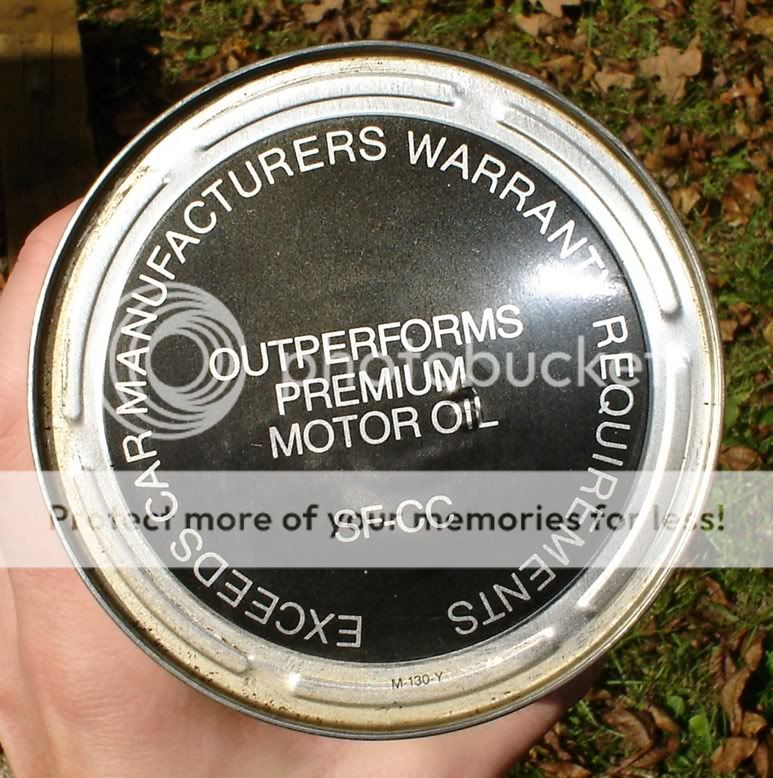 EXCEEDS CAR MANUFACTURERS WARRANTY REQUIREMENTS
OUTPERFORMS
PREMIUM
MOTOR OIL
SF-CC
M-130-Y
photobucket
Protect more of your memories for less!